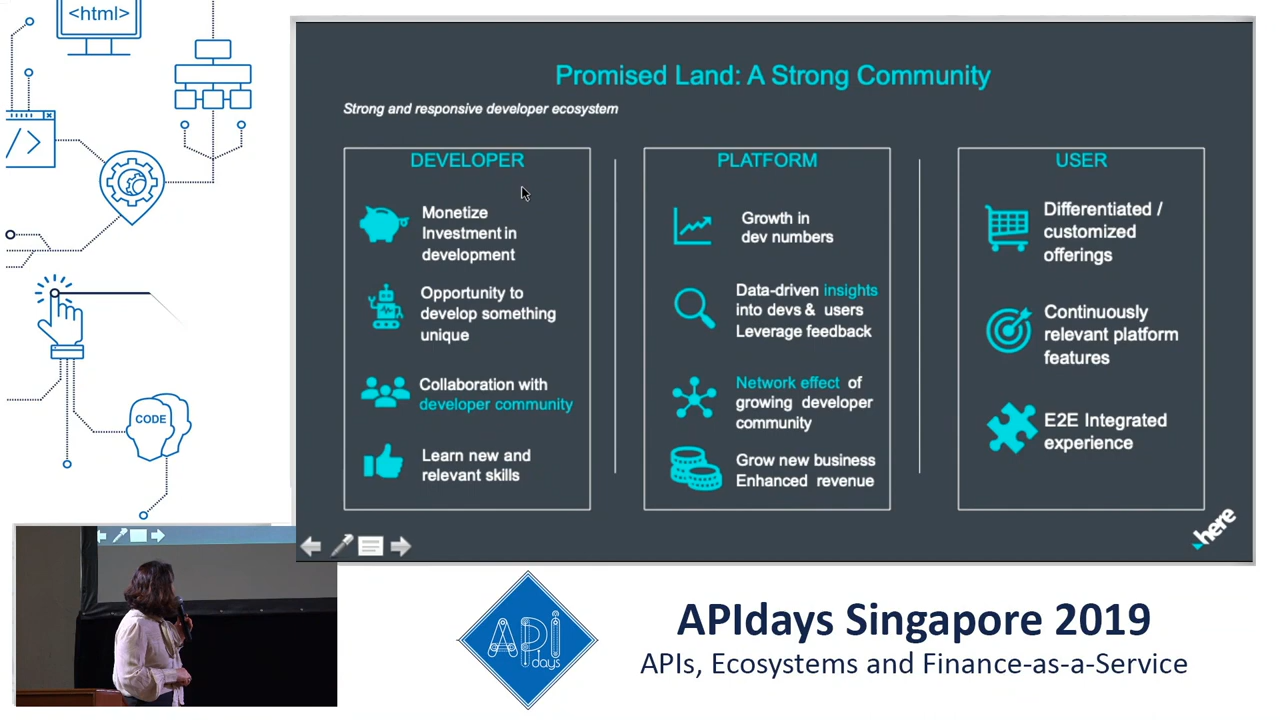 <html>
/>
CODE
Promised Land: A Strong Community
Strong and responsive developer ecosystem
DEVELOPER
Monetize
Investment in
development
Opportunity to
develop something
unique
Collaboration with
developer community
Learn new and
relevant skills
PLATFORM
Growth in
dev numbers
Data-driven insights
into devs & users
Leverage feedback
Network effect of
growing developer
community
Grow new business
Enhanced revenue
USER
Differentiated /
customized
offerings
Continuously
relevant platform
features
E2E Integrated
experience
here
API
days
APIdays Singapore 2019
APIs, Ecosystems and Finance-as-a-Service